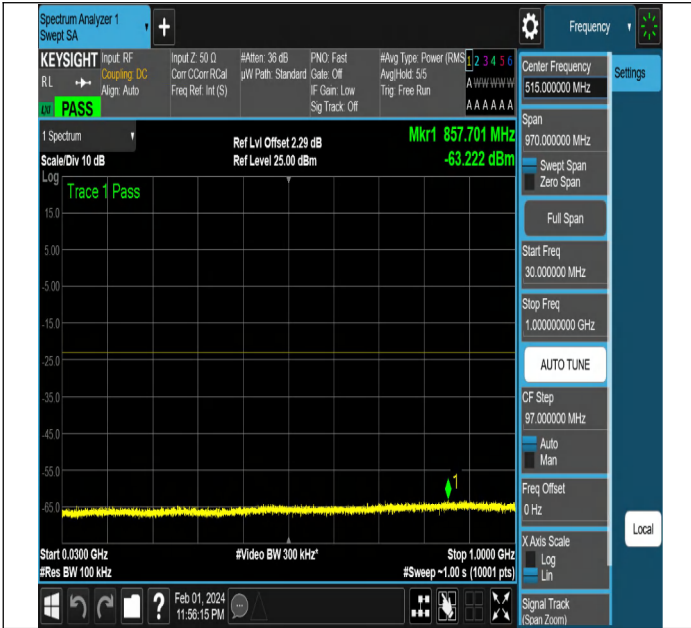 Spectrum Analyzer 1
Swept SA
Frequency
KEYSIGHT
Input: RF
Coupling: DC
Align: Auto
RL
LXI
PASS
Input Z: 50 Ω
Corr CCorr RCal
Freq Ref: Int (S)
#Atten: 36 dB
µW Path: Standard
PNO: Fast
Gate: Off
IF Gain: Low
Sig Track: Off
#Avg Type: Power (RMS
Avg|Hold: 5/5
Trig: Free Run
1 2 3 4 5 6
A W W W W W
A A A A A A
1 Spectrum
Scale/Div 10 dB
Ref Lvl Offset 2.29 dB
Ref Level 25.00 dBm
Mkr1 857.701 MHz
-63.222 dBm
Log
Trace 1 Pass
15.0
5.00
-5.00
-15.0
-25.0
-35.0
-45.0
-55.0
-65.0
1
Start 0.0300 GHz
#Res BW 100 kHz
#Video BW 300 kHz*
Stop 1.0000 GHz
#Sweep ~1.00 s (10001 pts)
?
Feb 01, 2024
11:56:15 PM
Center Frequency
515.000000 MHz
Span
970.000000 MHz
Swept Span
Zero Span
Full Span
Start Freq
30.000000 MHz
Stop Freq
1.000000000 GHz
AUTO TUNE
CF Step
97.000000 MHz
Auto
Man
Freq Offset
0 Hz
X Axis Scale
Log
Lin
Signal Track
(Span Zoom)
Settings
Local